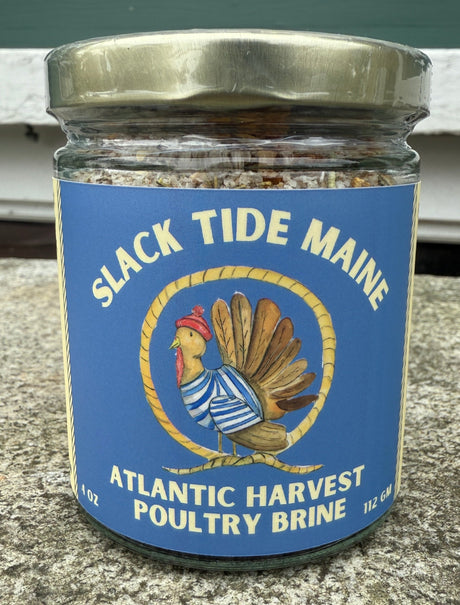 SLACK TIDE MAINE
ATLANTIC HARVEST
POULTRY BRINE
4 OZ
112 GM